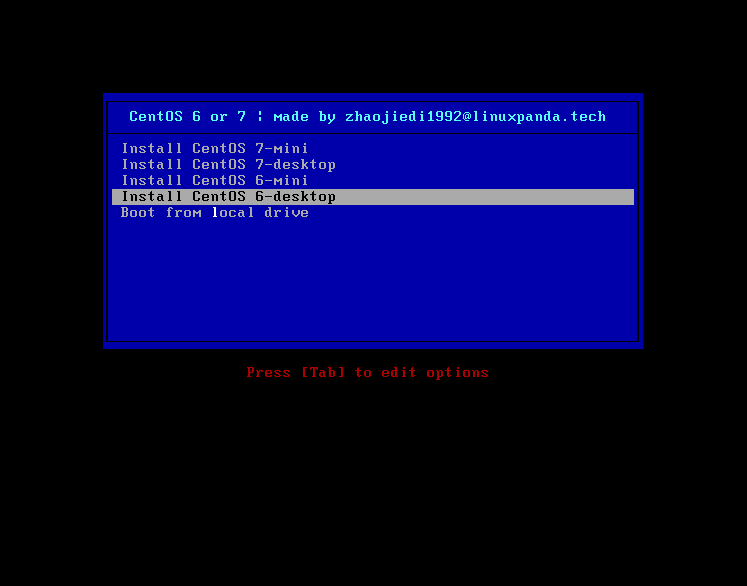 CentOS 6 or 7 ¦ made by zhaojiedi1992@linuxpanda.tech
Install CentOS 7-mini
Install CentOS 7-desktop
Install CentOS 6-mini
Install CentOS 6-desktop
Boot from local drive
Press [Tab] to edit options